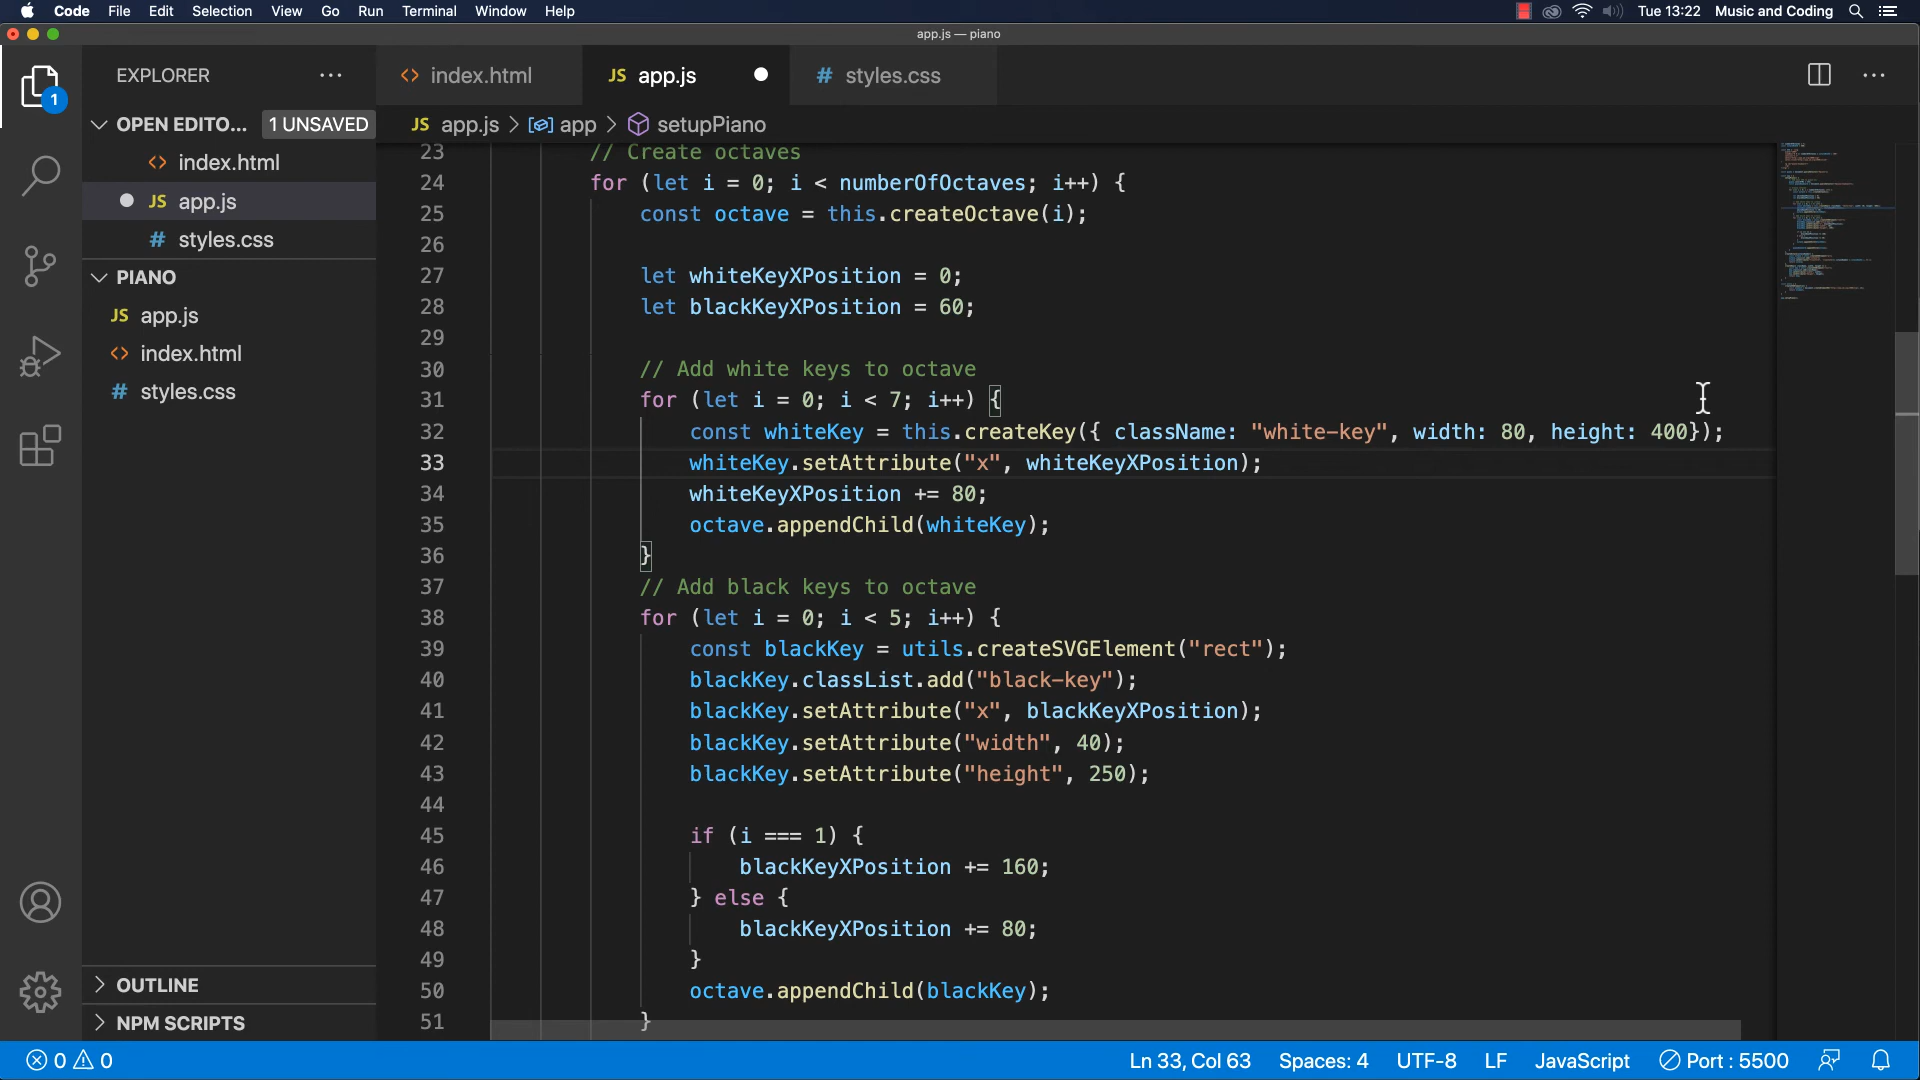 Code File Edit Selection View Go Run Terminal Window Help Tue 13:22 Music and Coding
app.js — piano
EXPLORER
OPEN EDITO... 1 UNSAVED
index.html
JS app.js
# styles.css
PIANO
JS app.js
index.html
# styles.css
OUTLINE
NPM SCRIPTS
1
<> index.html JS app.js # styles.css
JS app.js > app > setupPiano
23 // Create octaves
24 for (let i = 0; i < numberOfOctaves; i++) {
25 const octave = this.createOctave(i);
26
27 let whiteKeyXPosition = 0;
28 let blackKeyXPosition = 60;
29
30 // Add white keys to octave
31 for (let i = 0; i < 7; i++) {
32 const whiteKey = this.createKey({ className: "white-key", width: 80, height: 400});
33 whiteKey.setAttribute("x", whiteKeyXPosition);
34 whiteKeyXPosition += 80;
35 octave.appendChild(whiteKey);
36 }
37 // Add black keys to octave
38 for (let i = 0; i < 5; i++) {
39 const blackKey = utils.createSVGElement("rect");
40 blackKey.classList.add("black-key");
41 blackKey.setAttribute("x", blackKeyXPosition);
42 blackKey.setAttribute("width", 40);
43 blackKey.setAttribute("height", 250);
44
45 if (i === 1) {
46 blackKeyXPosition += 160;
47 } else {
48 blackKeyXPosition += 80;
49 }
50 octave.appendChild(blackKey);
51 }
0 0 Ln 33, Col 63 Spaces: 4 UTF-8 LF JavaScript Port : 5500